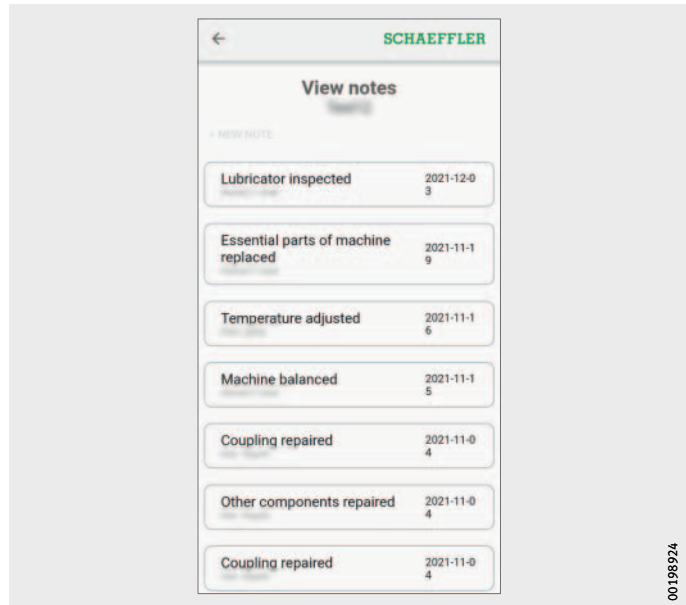 SCHAEFFLER
View notes
+ NEW NOTE
Lubricator inspected
2021-12-0
3
Essential parts of machine
replaced
2021-11-1
9
Temperature adjusted
2021-11-1
6
Machine balanced
2021-11-1
5
Coupling repaired
2021-11-0
4
Other components repaired
2021-11-0
4
Coupling repaired
2021-11-0
4
00198924